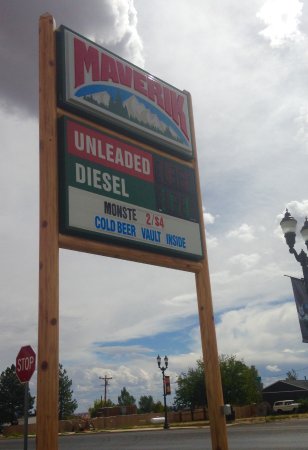 MAVERIK
UNLEADED
DIESEL
MONSTE 2/$4
COLD BEER VAULT INSIDE
STOP